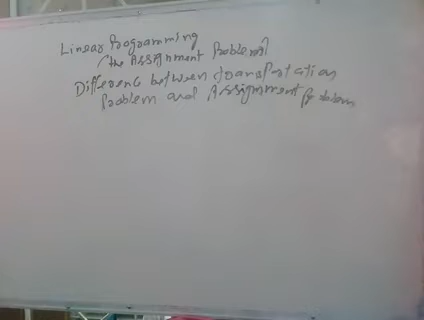 Linear Programming
(the Assignment Problem)
Difference between transportation
Problem and Assignment Problem